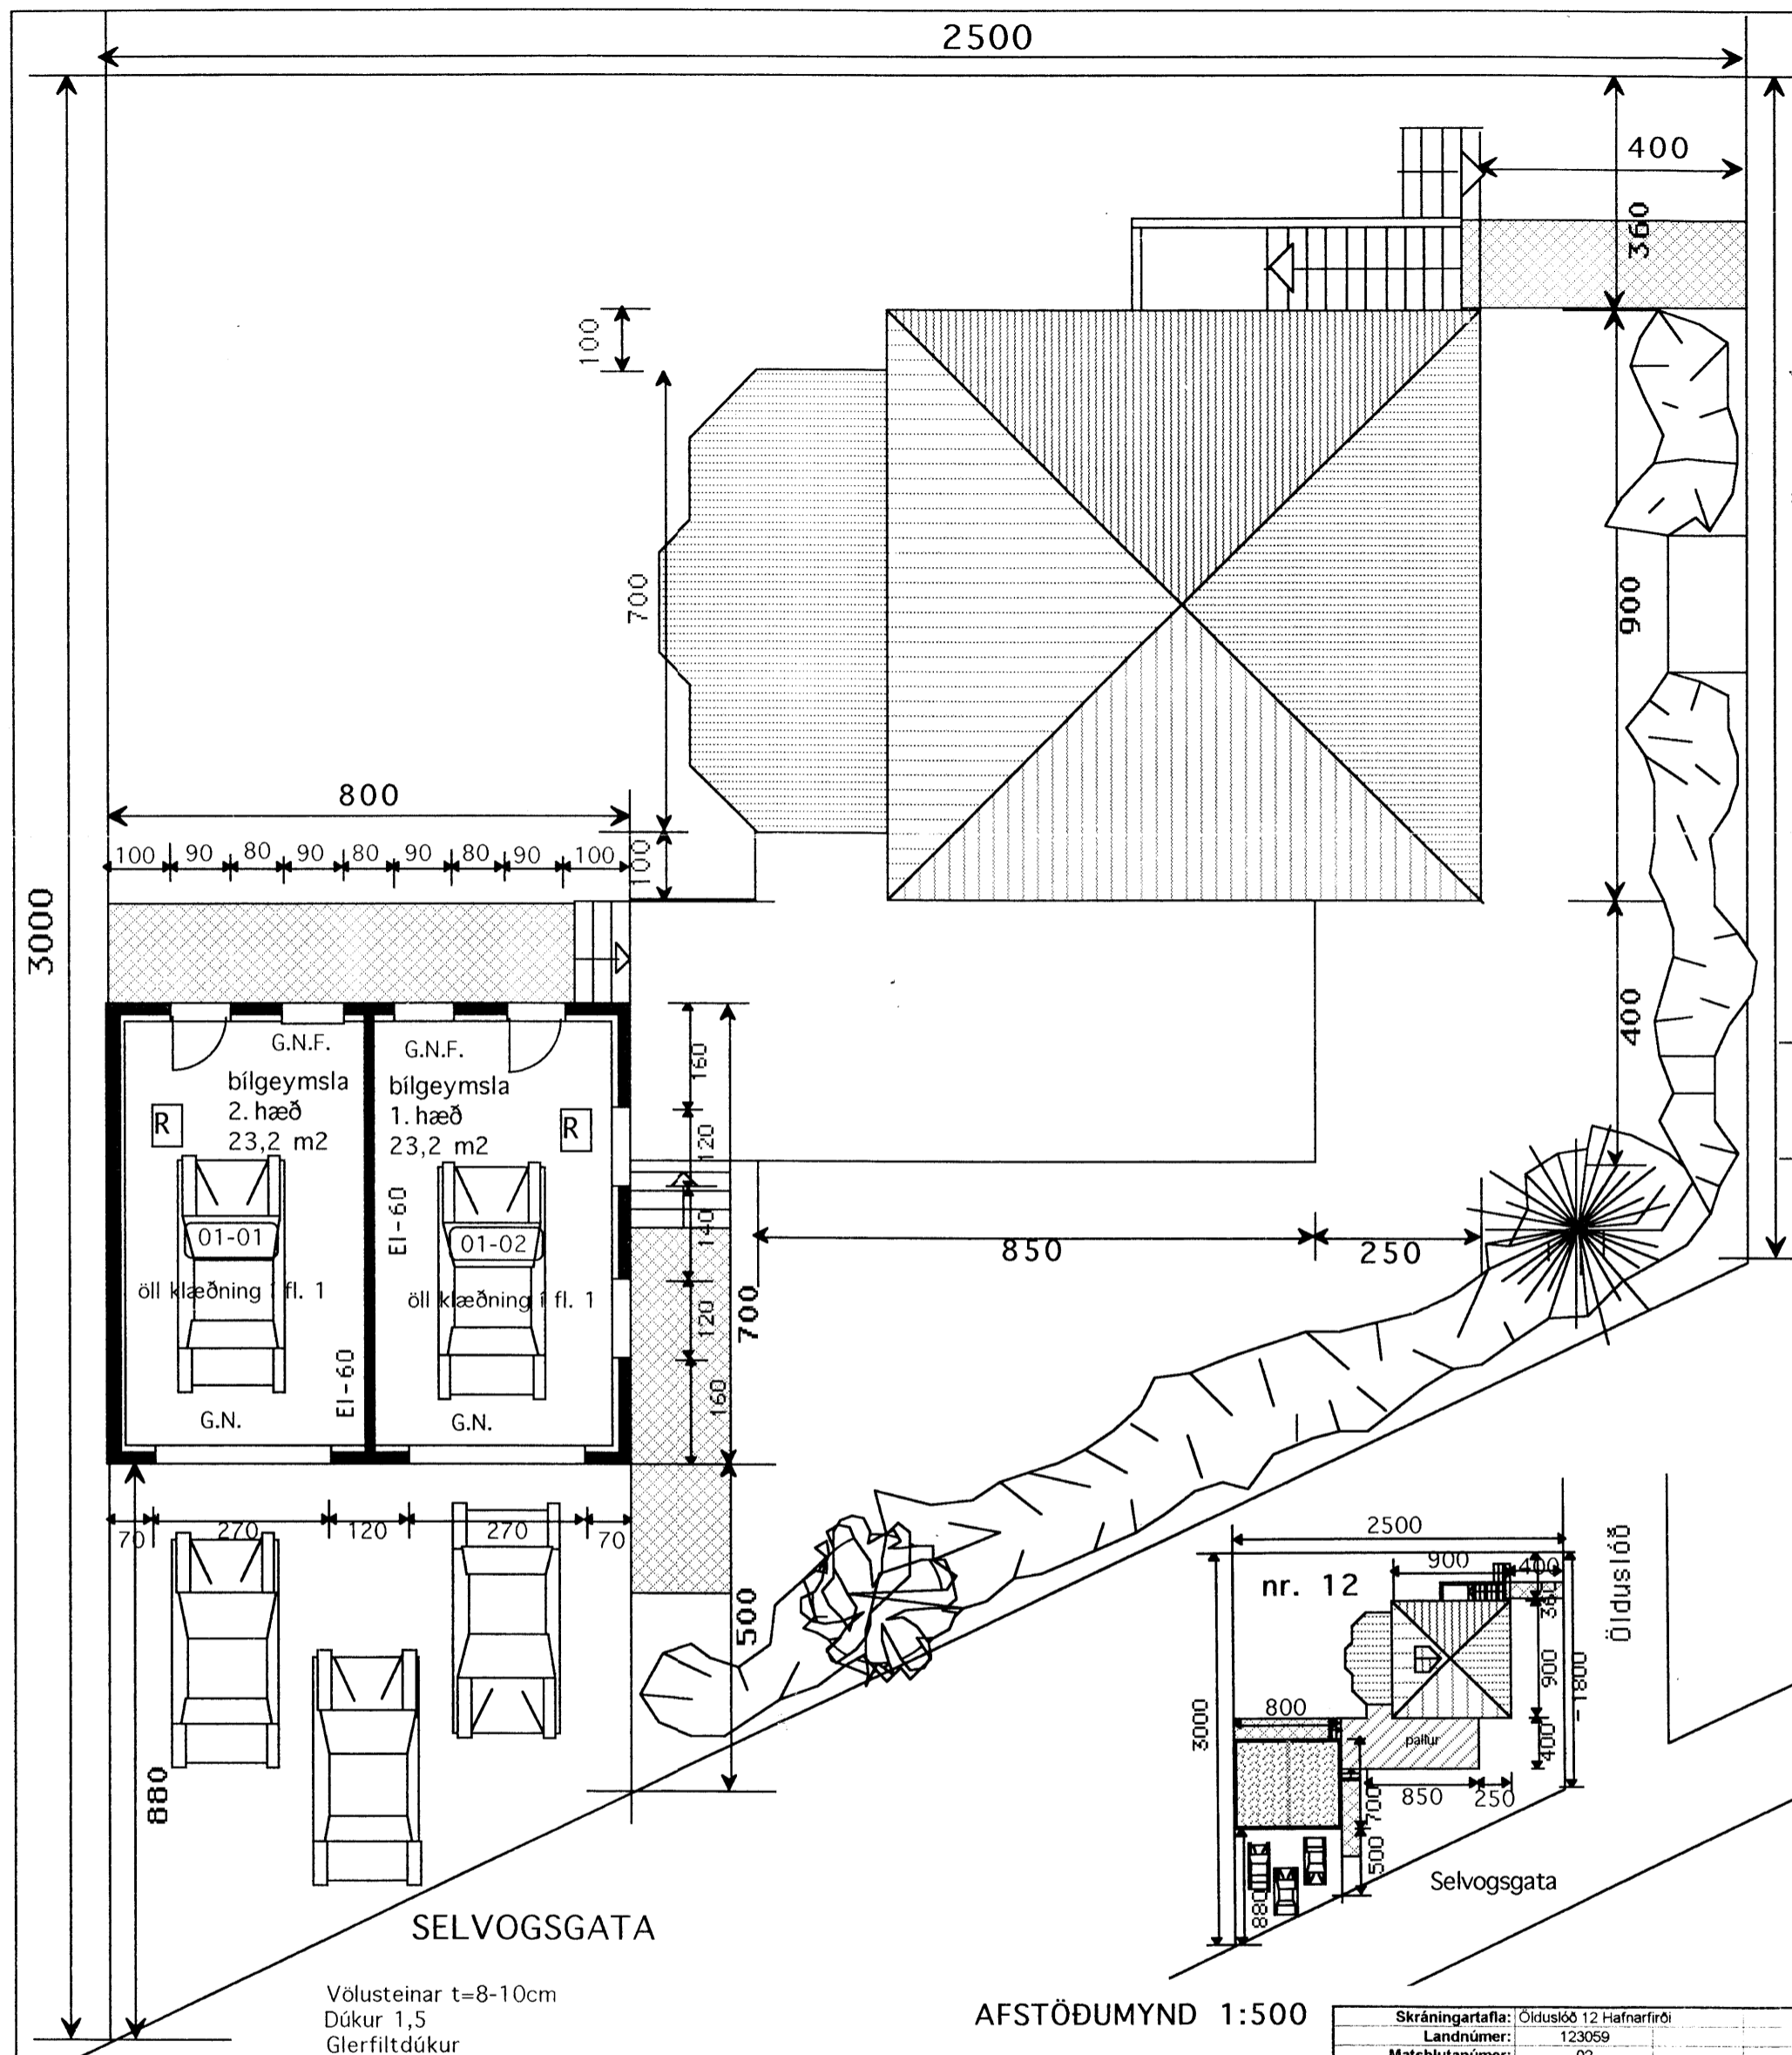 2500
400
360
100
700
900
800
100 90 80 90 80 90 80 90 100
100
3000
400
G.N.F.
G.N.F.
bílgeymsla
2. hæð
23,2 m2
bílgeymsla
1. hæð
23,2 m2
R
R
160
120
EI-60
140
01-01
01-02
850
250
öll klæðning í fl. 1
öll klæðning í fl. 1
120
700
EI-60
160
G.N.
G.N.
70 270 120 270 70
500
880
2500
900
400
nr. 12
360
Ölduslóð
900
1800
800
3000
pallur
400
850
250
700
500
Selvogsgata
880
SELVOGSGATA
Völusteinar t=8-10cm
Dúkur 1,5
Glerfiltdúkur
AFSTÖÐUMYND 1:500
Skráningartafla: Ölduslóð 12 Hafnarfirði
Landnúmer: 123059
Matshlutanúmer: 02